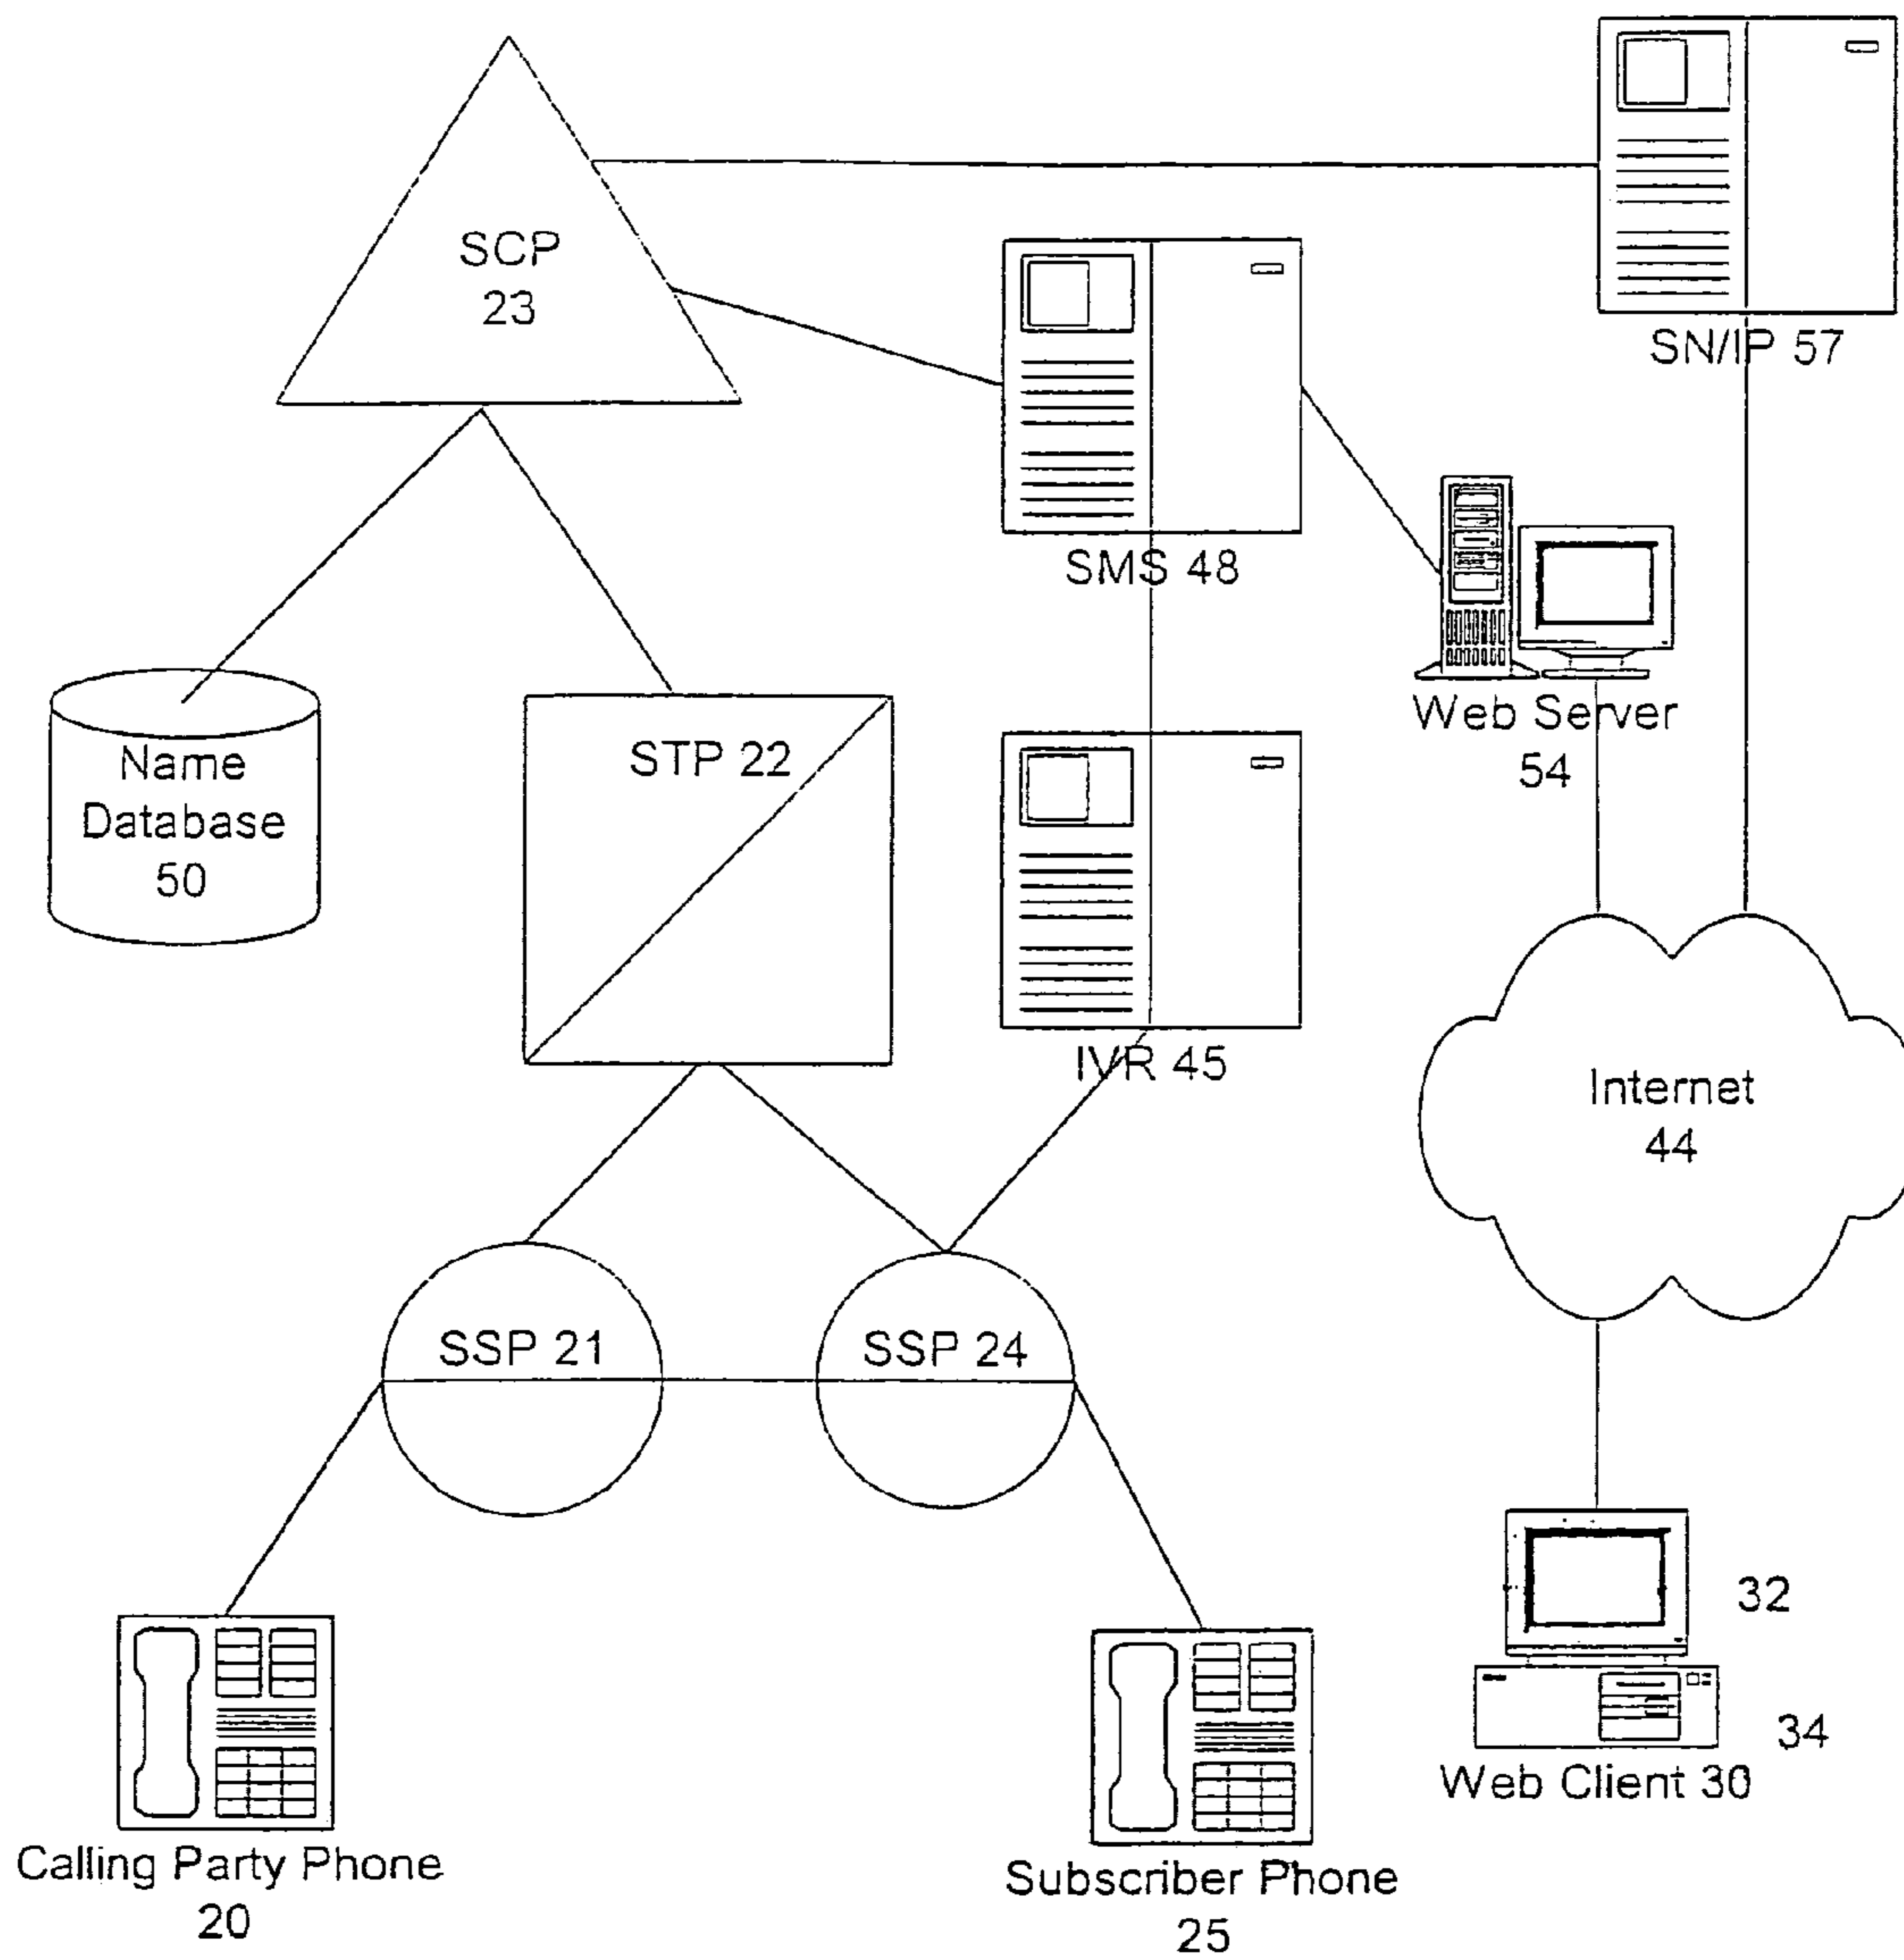 SCP
23
SN/IP 57
SMS 48
Web Server
54
Name
Database
50
STP 22
IVR 45
Internet
44
SSP 21
SSP 24
32
34
Web Client 30
Calling Party Phone
20
Subscriber Phone
25